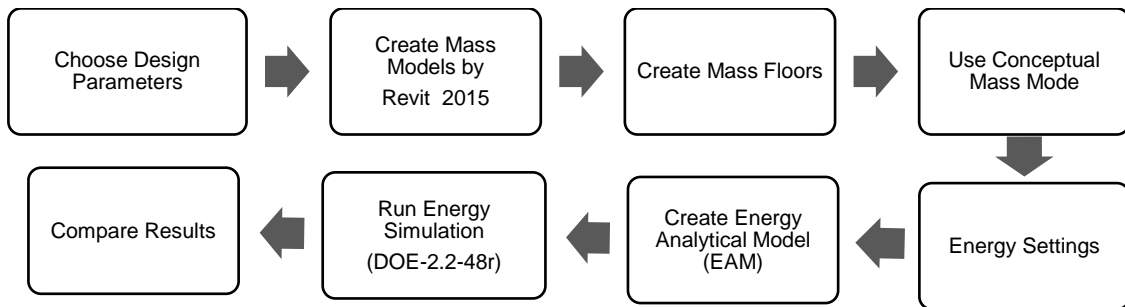 Choose Design
Parameters
Create Mass
Models by
Revit 2015
Create Mass Floors
Use Conceptual
Mass Mode
Energy Settings
Create Energy
Analytical Model
(EAM)
Run Energy
Simulation
(DOE-2.2-48r)
Compare Results